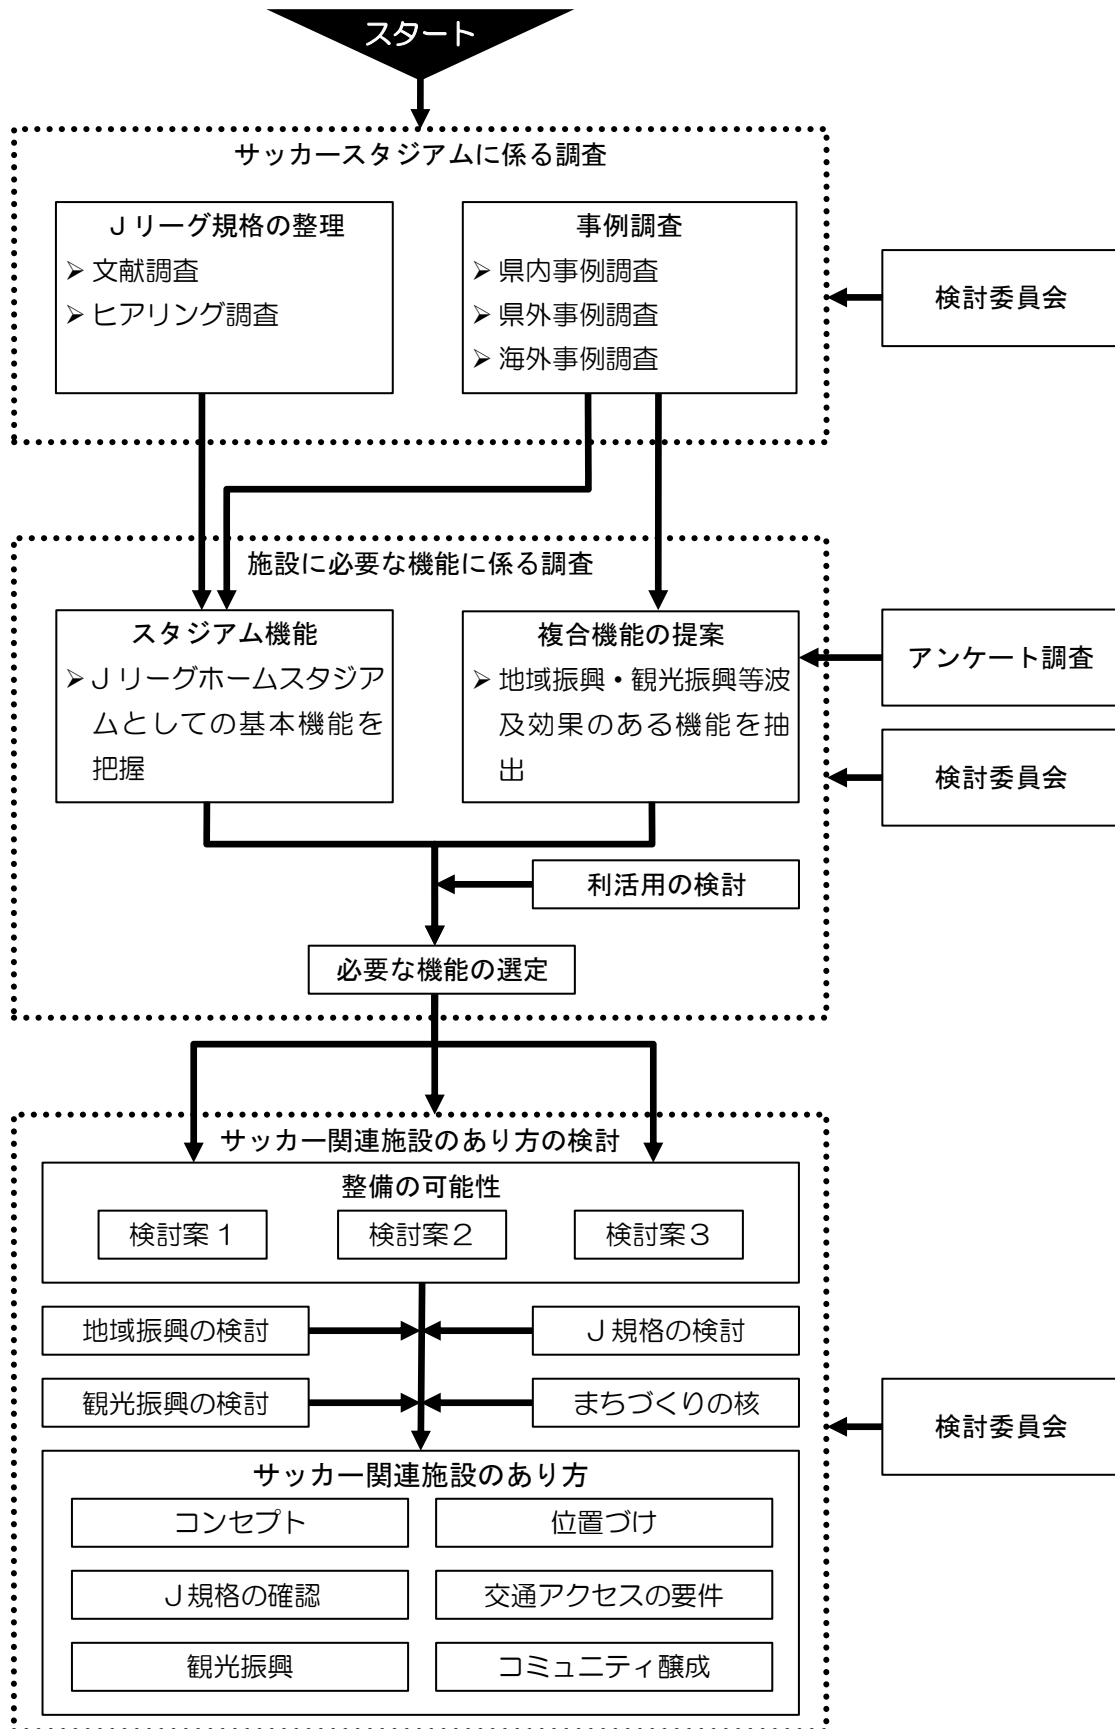 スタート
サッカースタジアムに係る調査
Ｊリーグ規格の整理
➢ 文献調査
➢ ヒアリング調査
事例調査
➢ 県内事例調査
➢ 県外事例調査
➢ 海外事例調査
検討委員会
施設に必要な機能に係る調査
スタジアム機能
➢ Ｊリーグホームスタジア
ムとしての基本機能を
把握
複合機能の提案
➢ 地域振興・観光振興等波
及効果のある機能を抽
出
アンケート調査
検討委員会
利活用の検討
必要な機能の選定
サッカー関連施設のあり方の検討
整備の可能性
検討案１
検討案２
検討案３
地域振興の検討
Ｊ規格の検討
観光振興の検討
まちづくりの核
検討委員会
サッカー関連施設のあり方
コンセプト
位置づけ
Ｊ規格の確認
交通アクセスの要件
観光振興
コミュニティ醸成